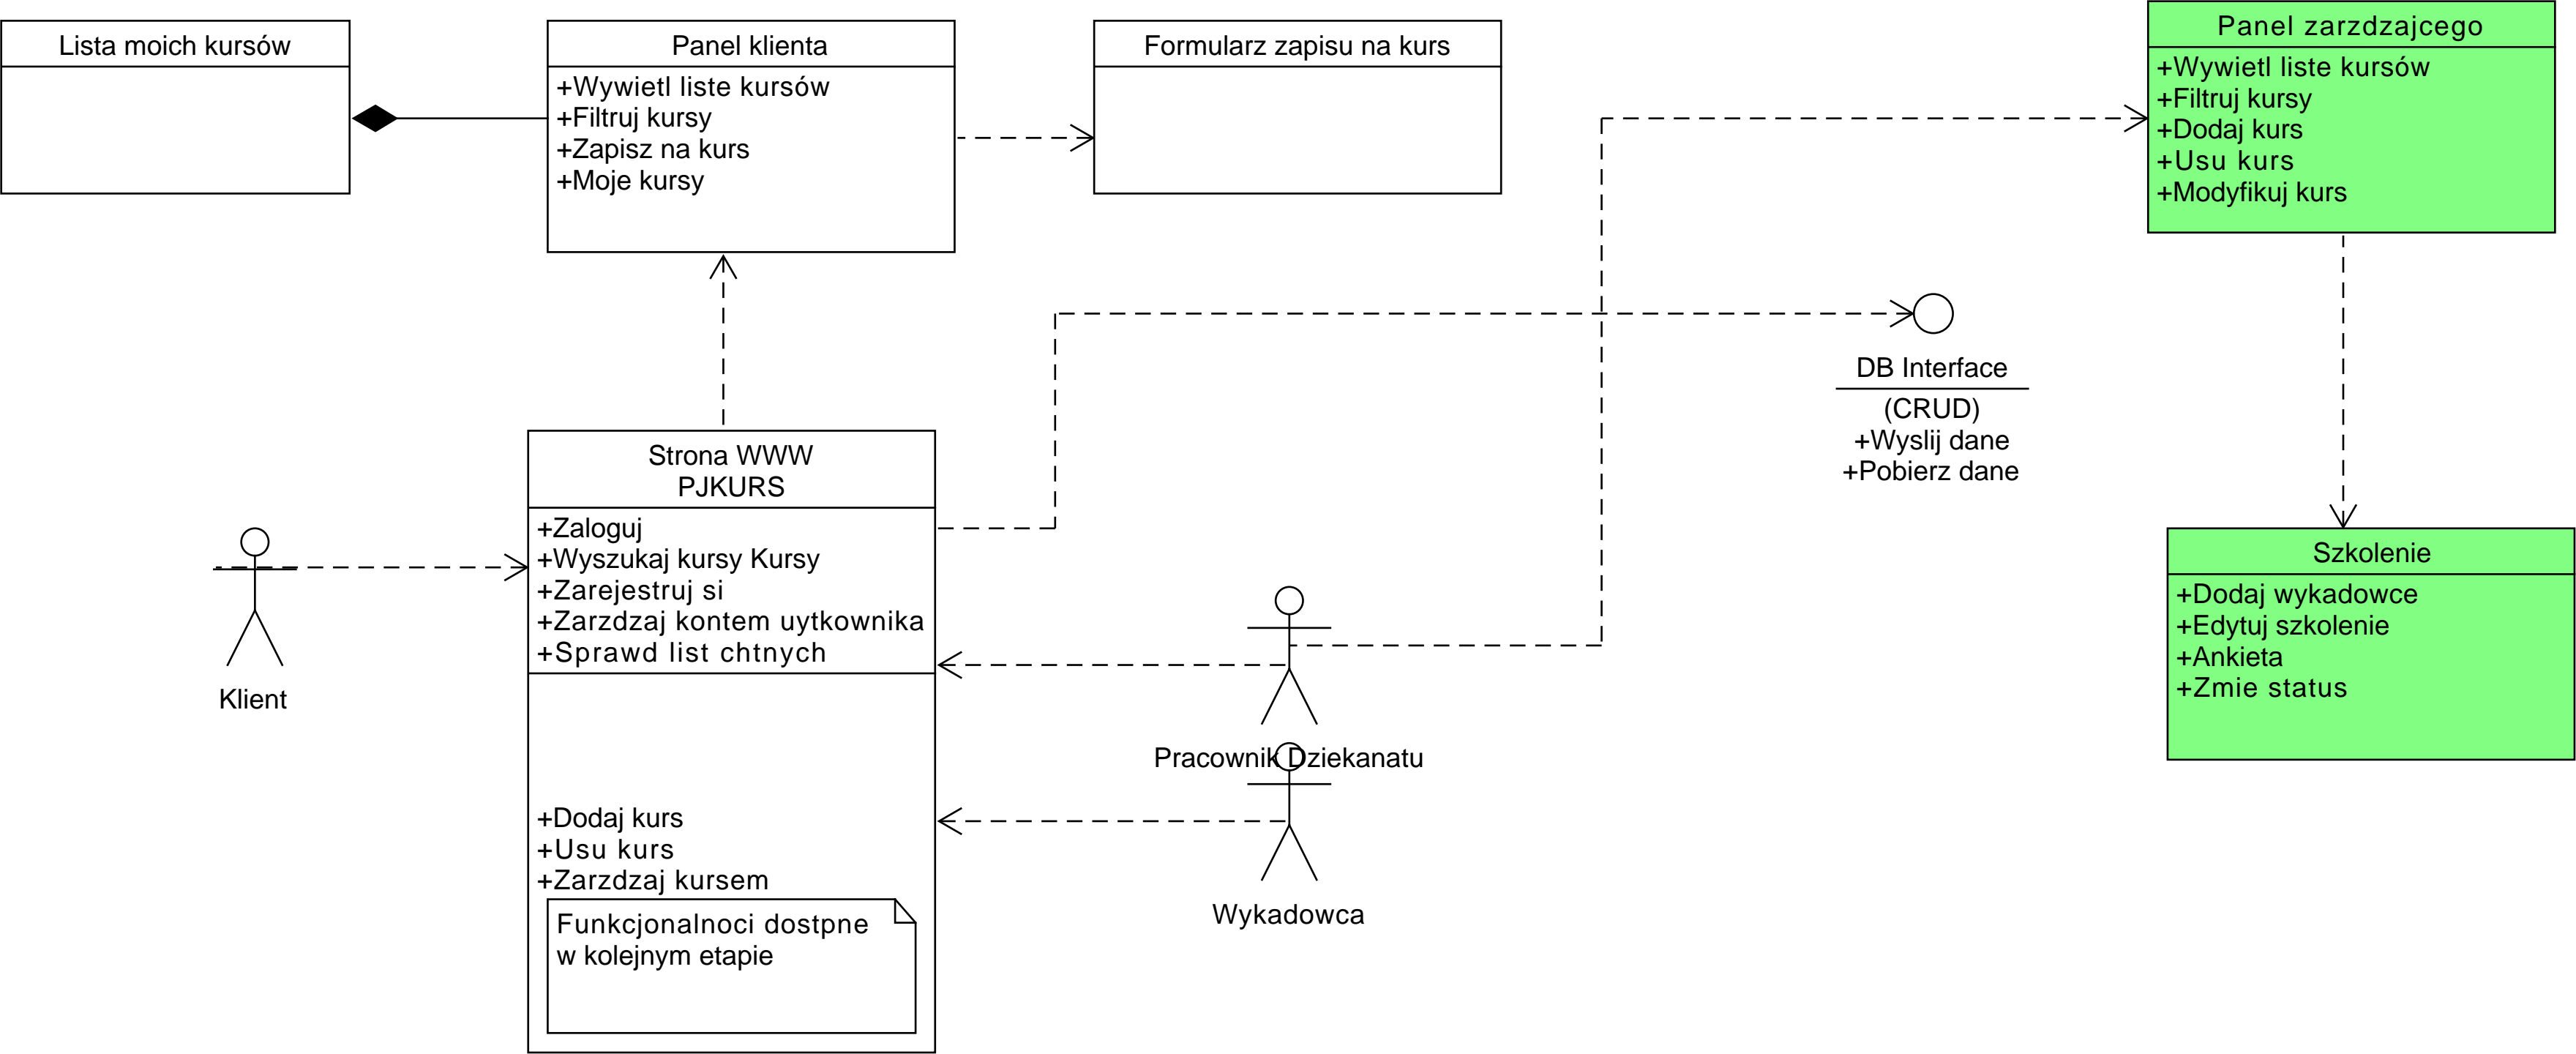 Lista moich kursów
Panel klienta
+Wywietl liste kursów
+Filtruj kursy
+Zapisz na kurs
+Moje kursy
Formularz zapisu na kurs
Panel zarzdzajcego
+Wywietl liste kursów
+Filtruj kursy
+Dodaj kurs
+Usu kurs
+Modyfikuj kurs
DB Interface
(CRUD)
+Wyslij dane
+Pobierz dane
Strona WWW
PJKURS
+Zaloguj
+Wyszukaj kursy Kursy
+Zarejestruj si
+Zarzdzaj kontem uytkownika
+Sprawd list chtnych
+Dodaj kurs
+Usu kurs
+Zarzdzaj kursem
Funkcjonalnoci dostpne
w kolejnym etapie
Klient
Pracownik Dziekanatu
Wykadowca
Szkolenie
+Dodaj wykadowce
+Edytuj szkolenie
+Ankieta
+Zmie status